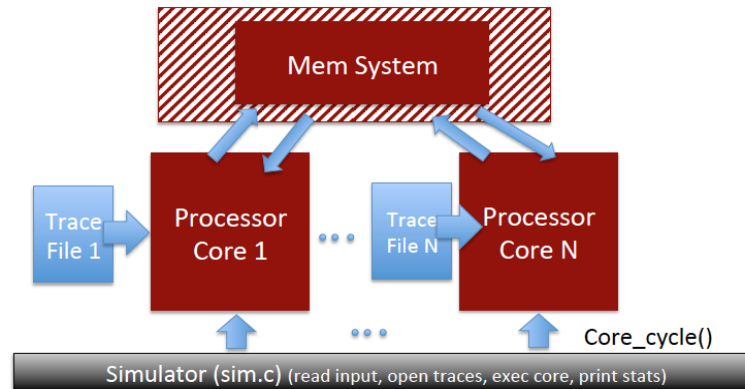 Mem System
Trace
File 1
Processor
Core 1
...
Trace
File N
Processor
Core N
...
Core_cycle()
Simulator (sim.c) (read input, open traces, exec core, print stats)